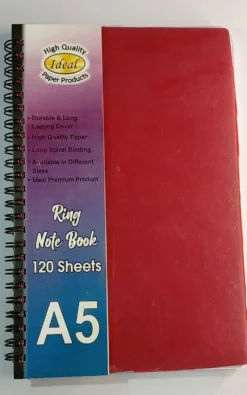 High Quality
Ideal
Paper Products
• Durable & Long
Lasting Cover
• High Quality Paper
• Loop Spiral Binding
• Available in Different
Sizes
• Ideal Premium Product
Ring
Note Book
120 Sheets
A5